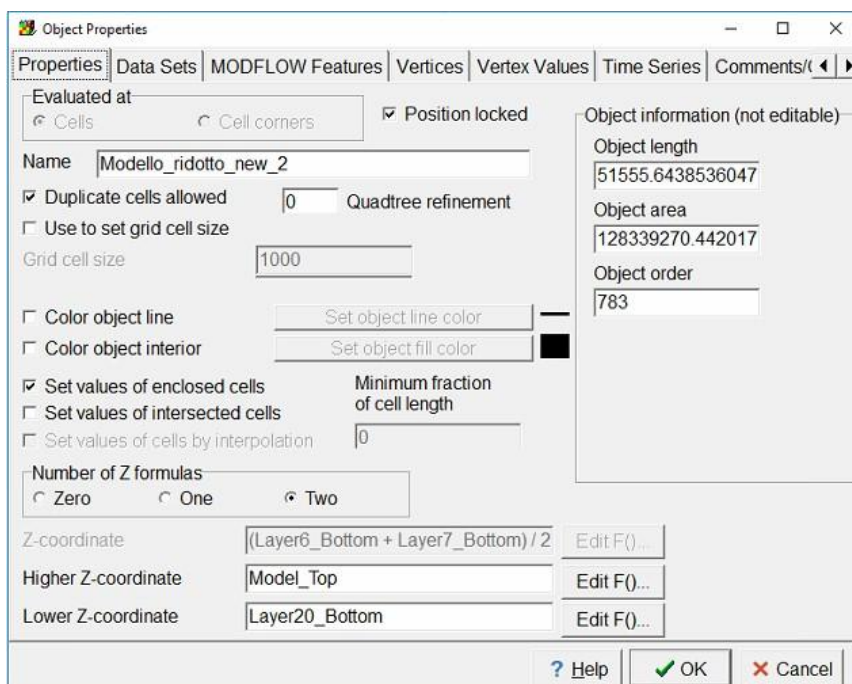 Object Properties
Properties Data Sets MODFLOW Features Vertices Vertex Values Time Series Comments/
Evaluated at
Cells Cell corners
Position locked
Name Modello_ridotto_new_2
Duplicate cells allowed 0 Quadtree refinement
Use to set grid cell size
Grid cell size 1000
Color object line Set object line color
Color object interior Set object fill color
Set values of enclosed cells
Set values of intersected cells
Set values of cells by interpolation
Minimum fraction
of cell length
0
Number of Z formulas
Zero One Two
Z-coordinate (Layer6_Bottom + Layer7_Bottom) / 2 Edit F()...
Higher Z-coordinate Model_Top Edit F()...
Lower Z-coordinate Layer20_Bottom Edit F()...
Object information (not editable)
Object length
51555.6438536047
Object area
128339270.442017
Object order
783
? Help OK Cancel